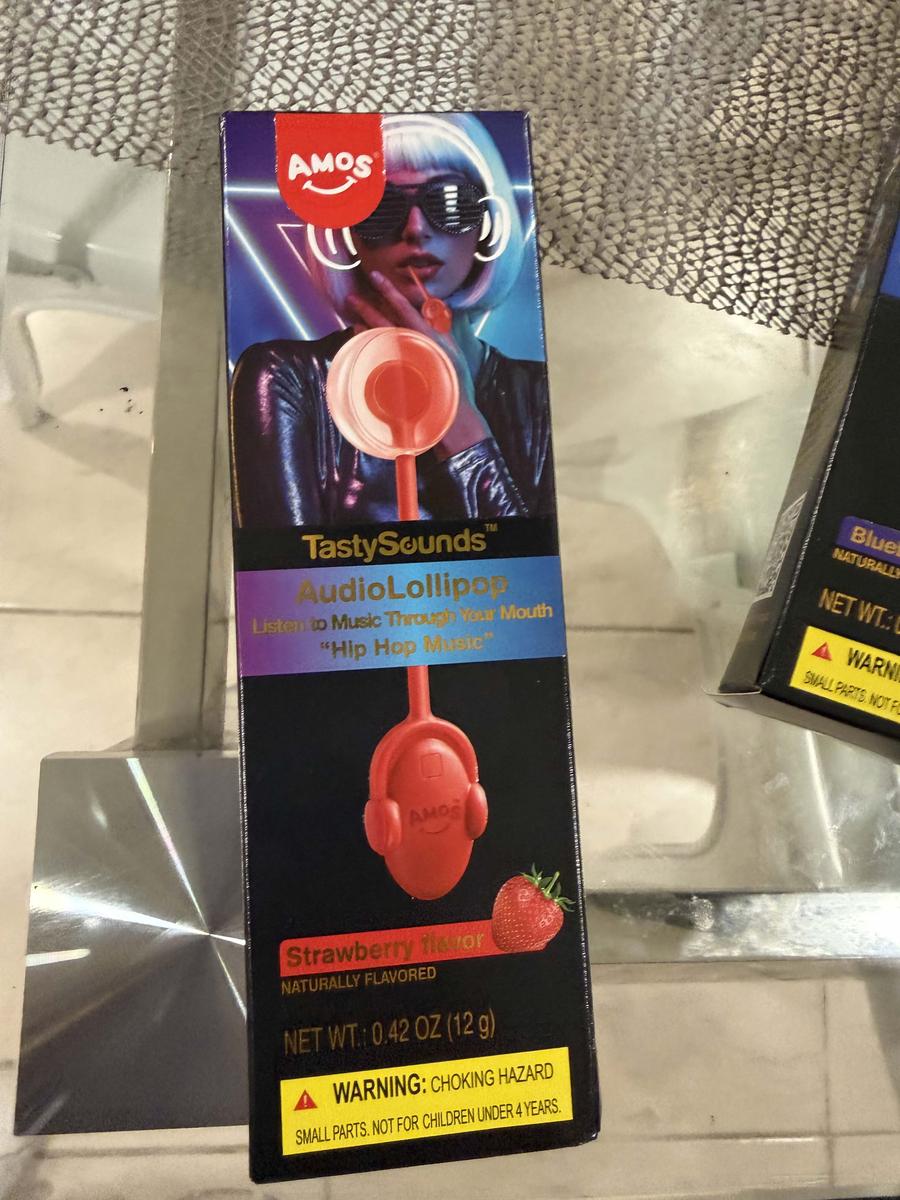 AMOS
TastySounds™
AudioLollipop
Listen to Music Through Your Mouth
"Hip Hop Music"
AMOS
Strawberry flavor
NATURALLY FLAVORED
NET WT.: 0.42 OZ (12 g)
WARNING: CHOKING HAZARD
SMALL PARTS. NOT FOR CHILDREN UNDER 4 YEARS.
NATURALLY
NET WT.:
SMALL PARTS. NOT